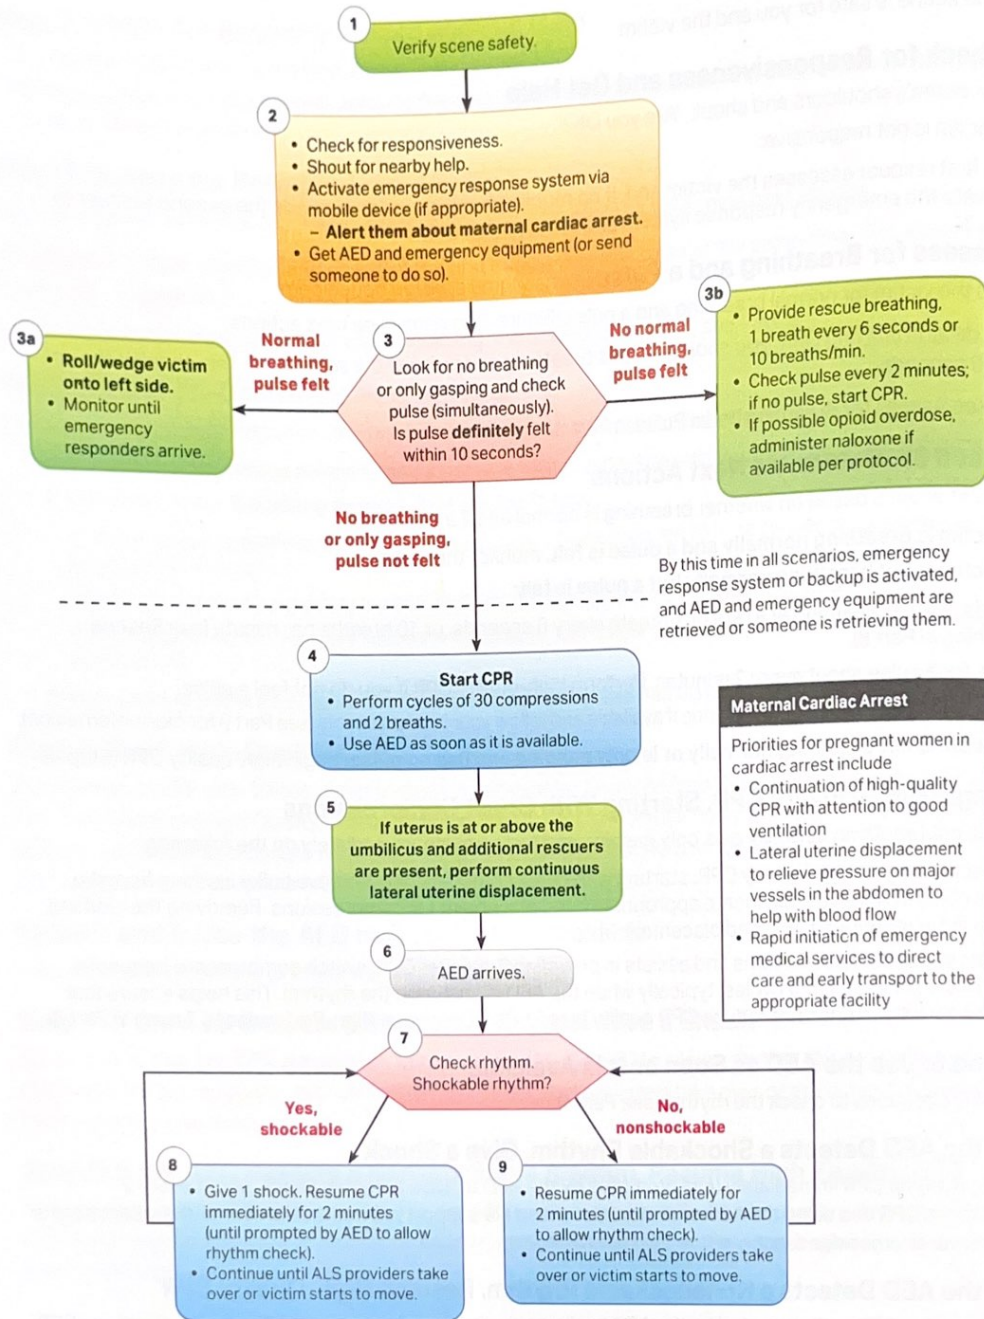 1
Verify scene safety.
2
• Check for responsiveness.
• Shout for nearby help.
• Activate emergency response system via
mobile device (if appropriate).
– Alert them about maternal cardiac arrest.
• Get AED and emergency equipment (or send
someone to do so).
3a
• Roll/wedge victim
onto left side.
• Monitor until
emergency
responders arrive.
Normal
breathing,
pulse felt
3
Look for no breathing
or only gasping and check
pulse (simultaneously).
Is pulse definitely felt
within 10 seconds?
No normal
breathing,
pulse felt
3b
• Provide rescue breathing,
1 breath every 6 seconds or
10 breaths/min.
• Check pulse every 2 minutes;
if no pulse, start CPR.
• If possible opioid overdose,
administer naloxone if
available per protocol.
No breathing
or only gasping,
pulse not felt
By this time in all scenarios, emergency
response system or backup is activated,
and AED and emergency equipment are
retrieved or someone is retrieving them.
4
Start CPR
• Perform cycles of 30 compressions
and 2 breaths.
• Use AED as soon as it is available.
5
If uterus is at or above the
umbilicus and additional rescuers
are present, perform continuous
lateral uterine displacement.
Maternal Cardiac Arrest
Priorities for pregnant women in
cardiac arrest include
• Continuation of high-quality
CPR with attention to good
ventilation
• Lateral uterine displacement
to relieve pressure on major
vessels in the abdomen to
help with blood flow
• Rapid initiation of emergency
medical services to direct
care and early transport to the
appropriate facility
6
AED arrives.
7
Check rhythm.
Shockable rhythm?
Yes,
shockable
No,
nonshockable
8
• Give 1 shock. Resume CPR
immediately for 2 minutes
(until prompted by AED to allow
rhythm check).
• Continue until ALS providers take
over or victim starts to move.
9
• Resume CPR immediately for
2 minutes (until prompted by AED
to allow rhythm check).
• Continue until ALS providers take
over or victim starts to move.